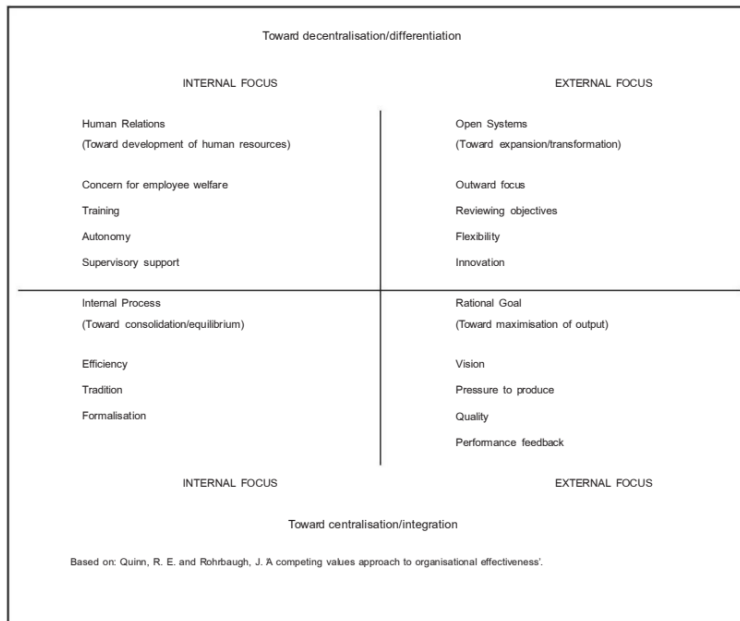 Toward decentralisation/differentiation
INTERNAL FOCUS
EXTERNAL FOCUS
Human Relations
(Toward development of human resources)
Concern for employee welfare
Training
Autonomy
Supervisory support
Open Systems
(Toward expansion/transformation)
Outward focus
Reviewing objectives
Flexibility
Innovation
Internal Process
(Toward consolidation/equilibrium)
Efficiency
Tradition
Formalisation
Rational Goal
(Toward maximisation of output)
Vision
Pressure to produce
Quality
Performance feedback
INTERNAL FOCUS
EXTERNAL FOCUS
Toward centralisation/integration
Based on: Quinn, R. E. and Rohrbaugh, J. 'A competing values approach to organisational effectiveness'.